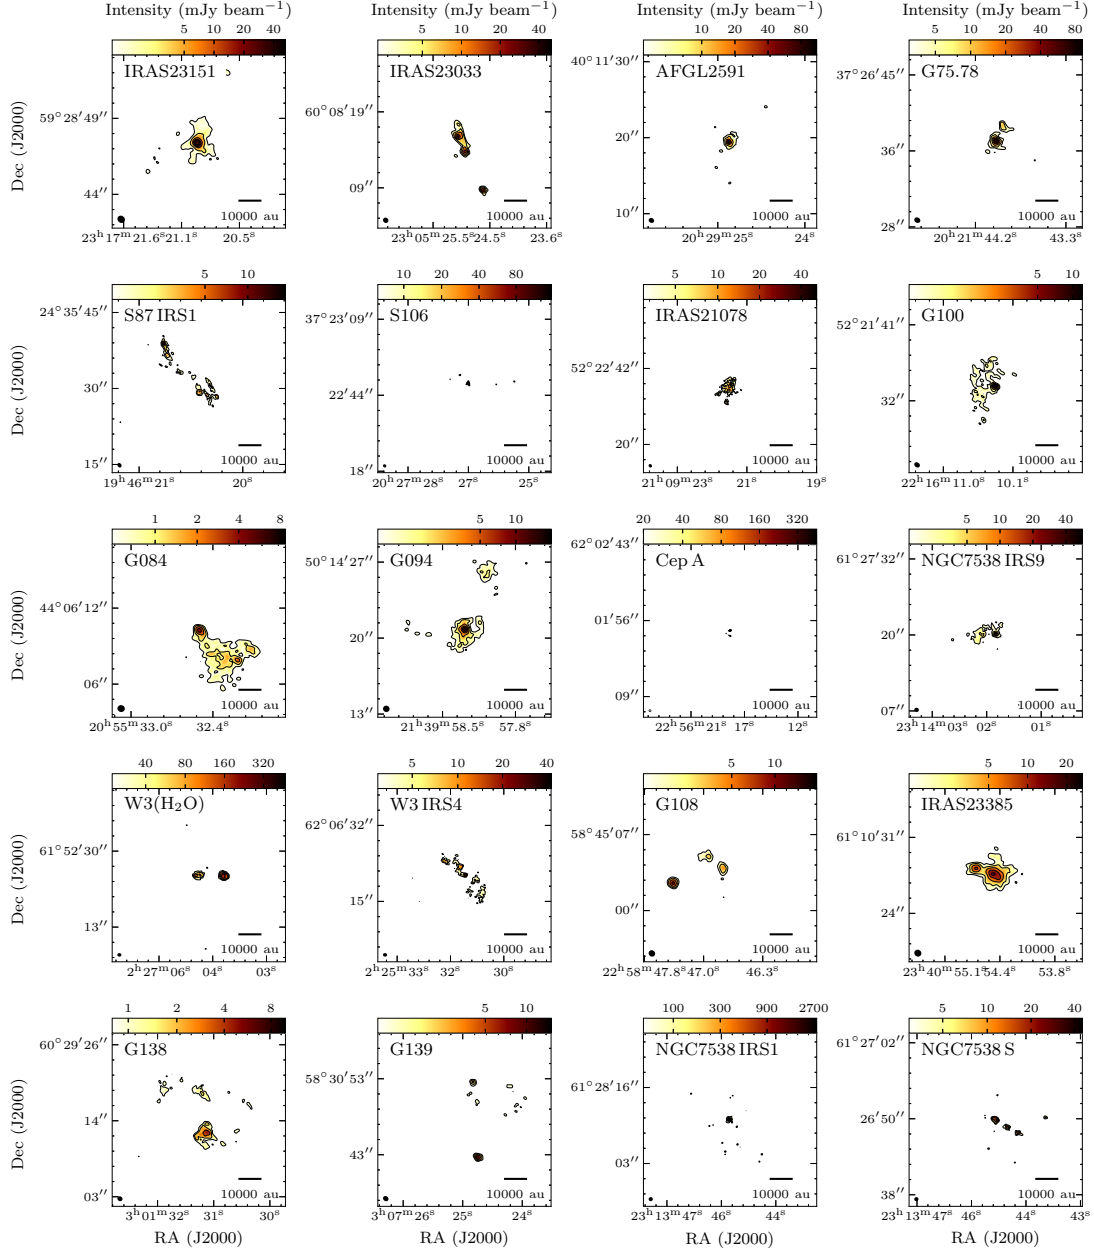 Intensity (mJy beam⁻¹) Intensity (mJy beam⁻¹) Intensity (mJy beam⁻¹) Intensity (mJy beam⁻¹)
5 10 20 40 5 10 20 40 10 20 40 80 5 10 20 40 80
IRAS23151 IRAS23033 AFGL2591 G75.78
59°28′49″ 60°08′19″ 40°11′30″ 37°26′45″
Dec (J2000)
20″ 36″
44″ 09″ 10″ 28″
10000 au 10000 au 10000 au 10000 au
23ʰ17ᵐ21.6ˢ 21.1ˢ 20.5ˢ 23ʰ05ᵐ25.5ˢ 24.5ˢ 23.6ˢ 20ʰ29ᵐ25ˢ 24ˢ 20ʰ21ᵐ44.2ˢ 43.3ˢ
5 10 10 20 40 80 5 10 20 40 5 10
S87 IRS1 S106 IRAS21078 G100
24°35′45″ 37°23′09″ 52°22′42″ 52°21′41″
Dec (J2000)
30″ 22′44″ 32″
15″ 18″ 20″
10000 au 10000 au 10000 au 10000 au
19ʰ46ᵐ21ˢ 20ˢ 20ʰ27ᵐ28ˢ 27ˢ 25ˢ 21ʰ09ᵐ23ˢ 21ˢ 19ˢ 22ʰ16ᵐ11.0ˢ 10.1ˢ
1 2 4 8 5 10 20 40 80 160 320 5 10 20 40
G084 G094 Cep A NGC7538 IRS9
44°06′12″ 50°14′27″ 62°02′43″ 61°27′32″
Dec (J2000)
20″ 01′56″ 20″
06″ 13″ 09″ 07″
10000 au 10000 au 10000 au 10000 au
20ʰ55ᵐ33.0ˢ 32.4ˢ 21ʰ39ᵐ58.5ˢ 57.8ˢ 22ʰ56ᵐ21ˢ 17ˢ 12ˢ 23ʰ14ᵐ03ˢ 02ˢ 01ˢ
40 80 160 320 5 10 20 40 5 10 5 10 20 40
W3(H₂O) W3 IRS4 G108 IRAS23385
61°52′30″ 62°06′32″ 58°45′07″ 61°10′31″
Dec (J2000)
13″ 15″ 00″ 24″
10000 au 10000 au 10000 au 10000 au
2ʰ27ᵐ06ˢ 04ˢ 03ˢ 2ʰ25ᵐ33ˢ 32ˢ 30ˢ 22ʰ58ᵐ47.8ˢ 47.0ˢ 46.3ˢ 23ʰ40ᵐ55.1ˢ 54.4ˢ 53.8ˢ
1 2 4 8 5 10 100 300 900 2700 5 10 20 40
G138 G139 NGC7538 IRS1 NGC7538 S
60°29′26″ 58°30′53″ 61°28′16″ 61°27′02″
Dec (J2000)
14″ 43″ 03″ 26′50″
03″ 38″
10000 au 10000 au 10000 au 10000 au
3ʰ01ᵐ32ˢ 31ˢ 30ˢ 3ʰ07ᵐ26ˢ 25ˢ 24ˢ 23ʰ13ᵐ47ˢ 46ˢ 44ˢ 23ʰ13ᵐ47ˢ 46ˢ 44ˢ 43ˢ
RA (J2000) RA (J2000) RA (J2000) RA (J2000)